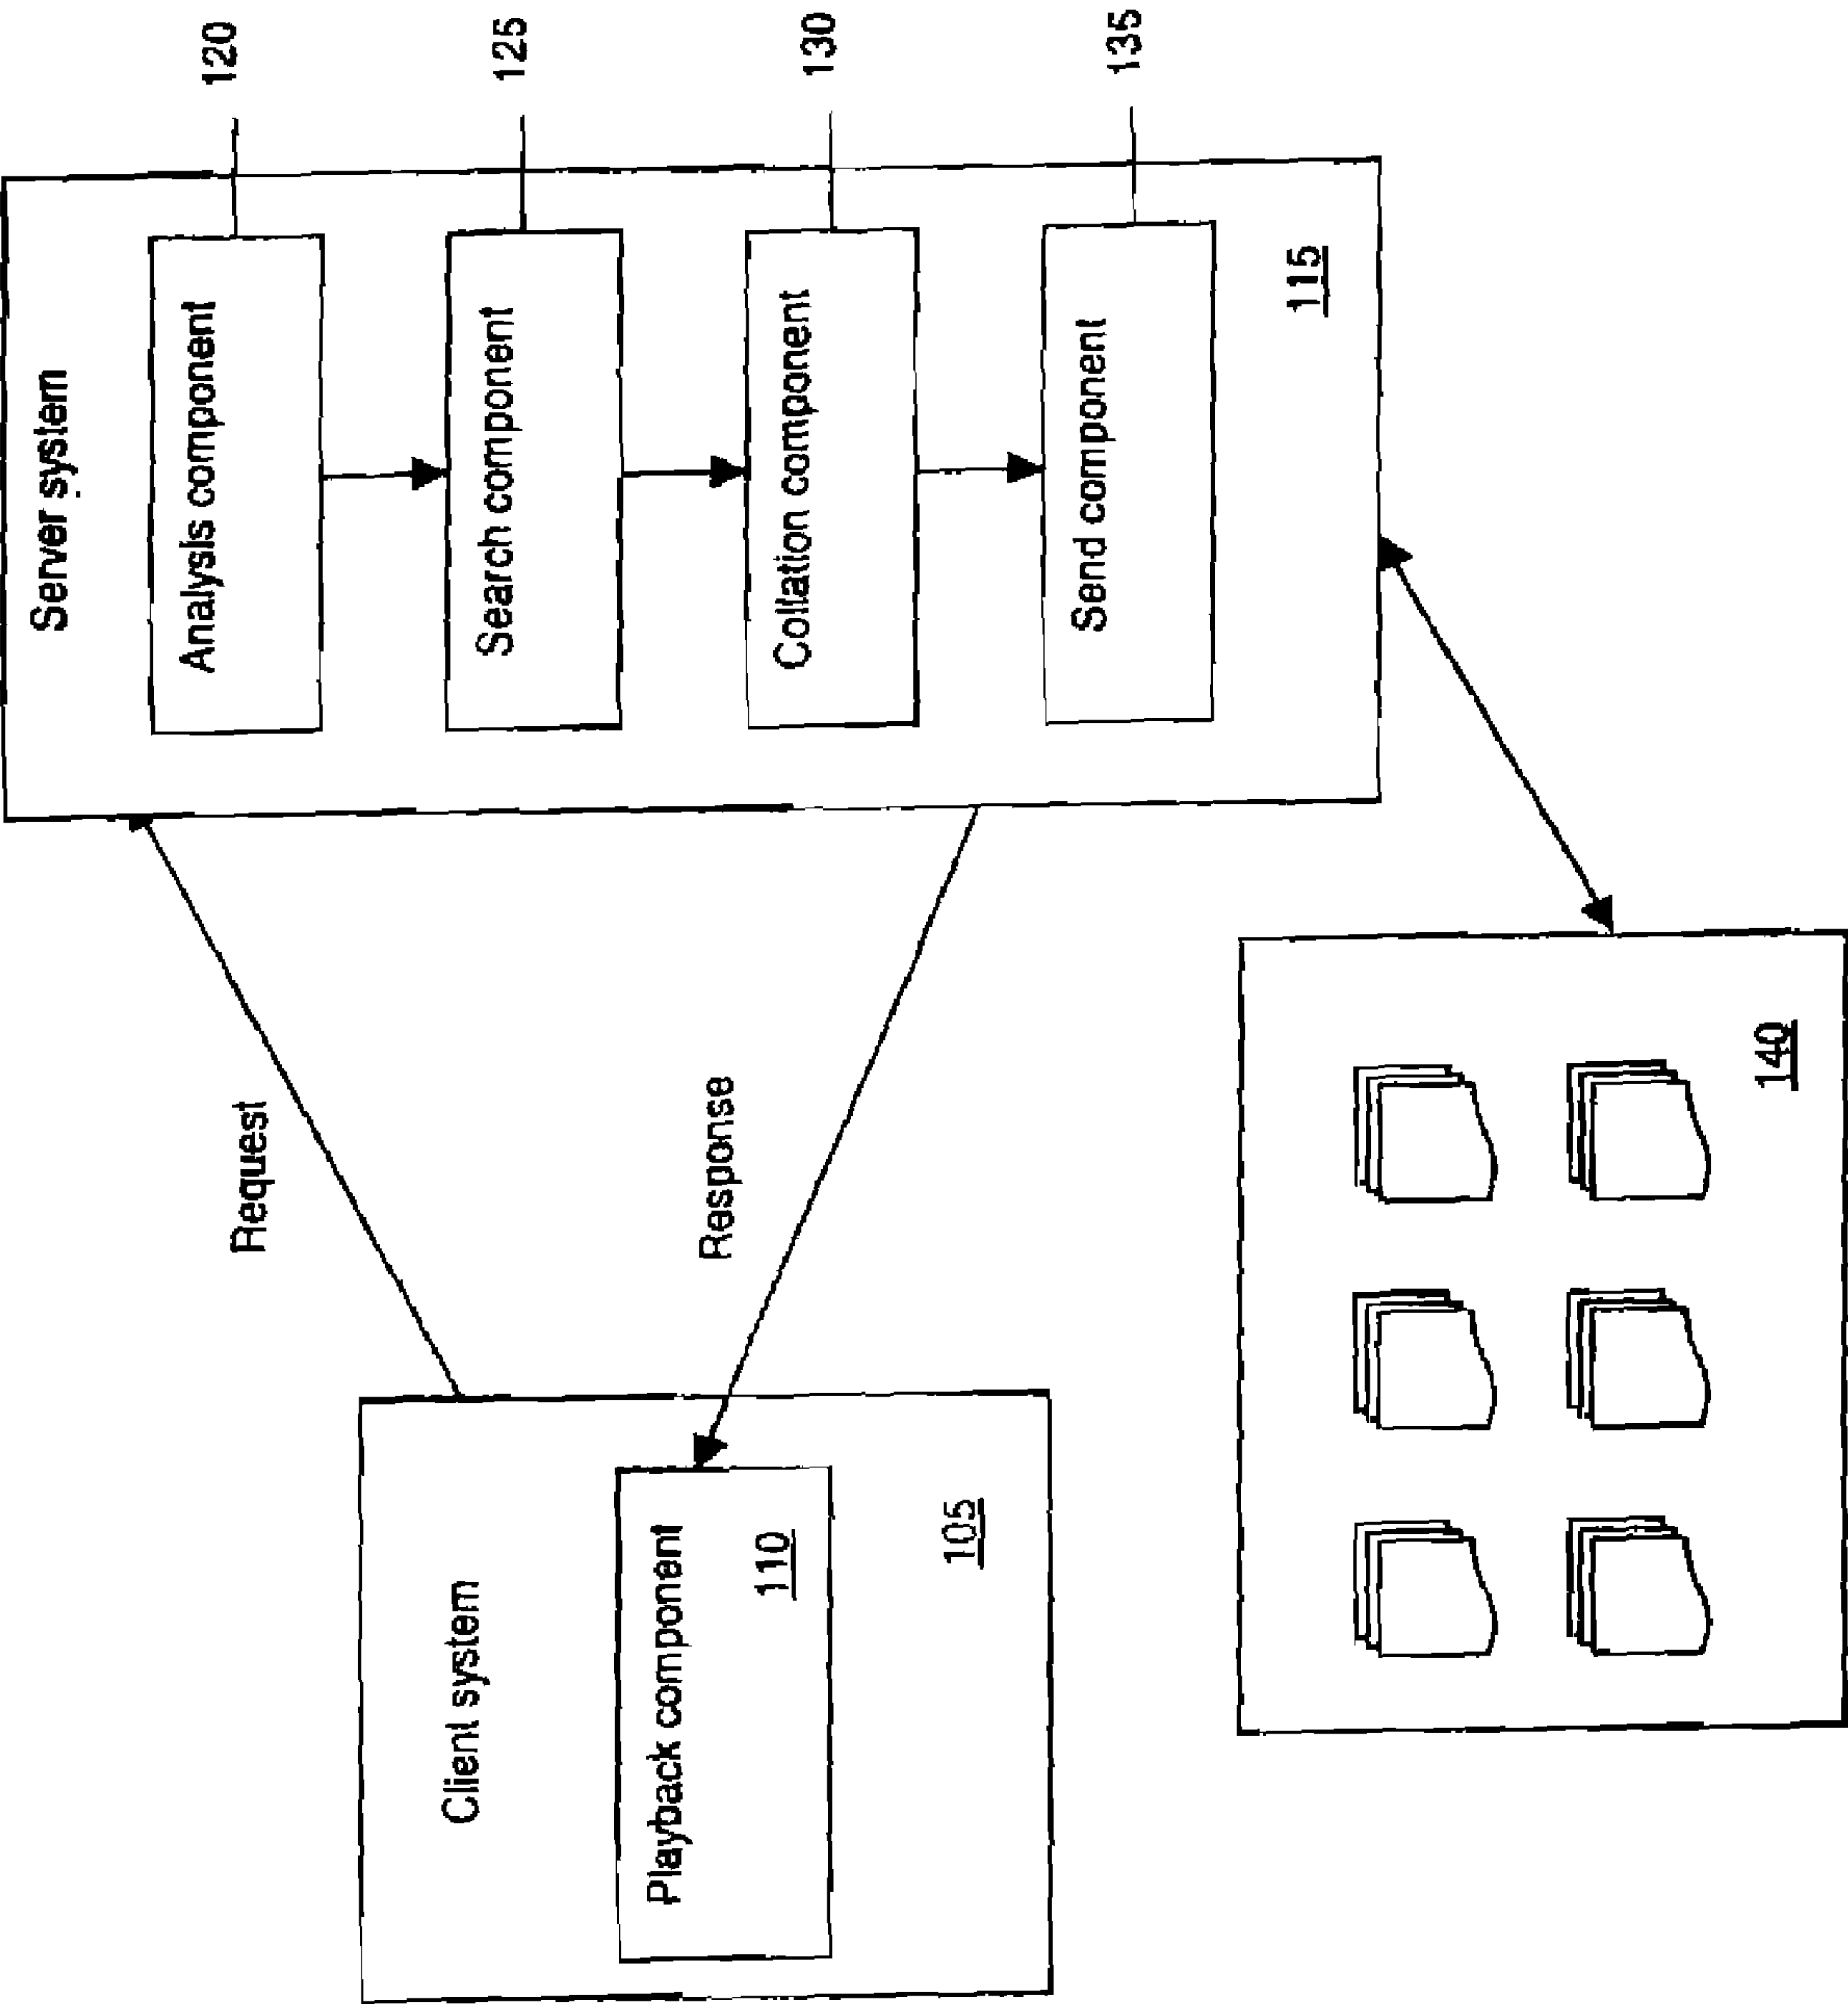 Client system
Playback component
110
105
Request
Response
Server system
Analysis component
120
Search component
125
Collation component
130
Send component
135
115
140